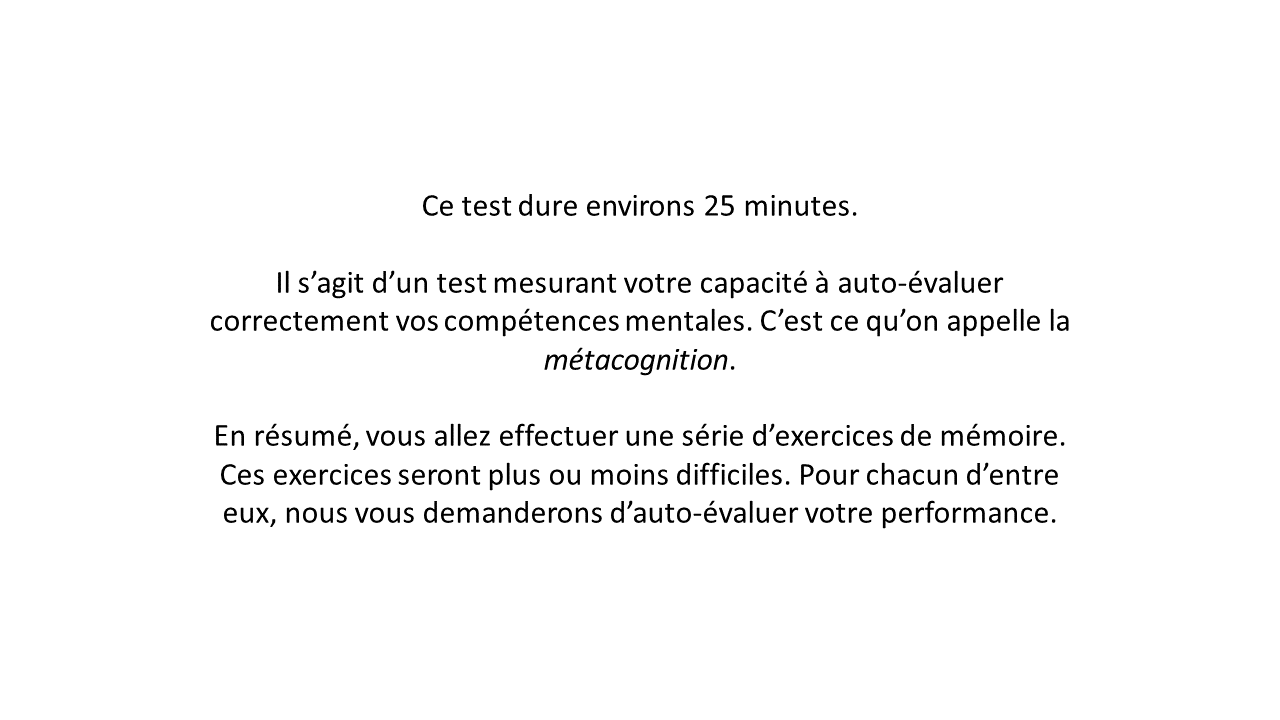 Ce test dure environs 25 minutes.
Il s’agit d’un test mesurant votre capacité à auto-évaluer
correctement vos compétences mentales. C’est ce qu’on appelle la
métacognition.
En résumé, vous allez effectuer une série d’exercices de mémoire.
Ces exercices seront plus ou moins difficiles. Pour chacun d’entre
eux, nous vous demanderons d’auto-évaluer votre performance.